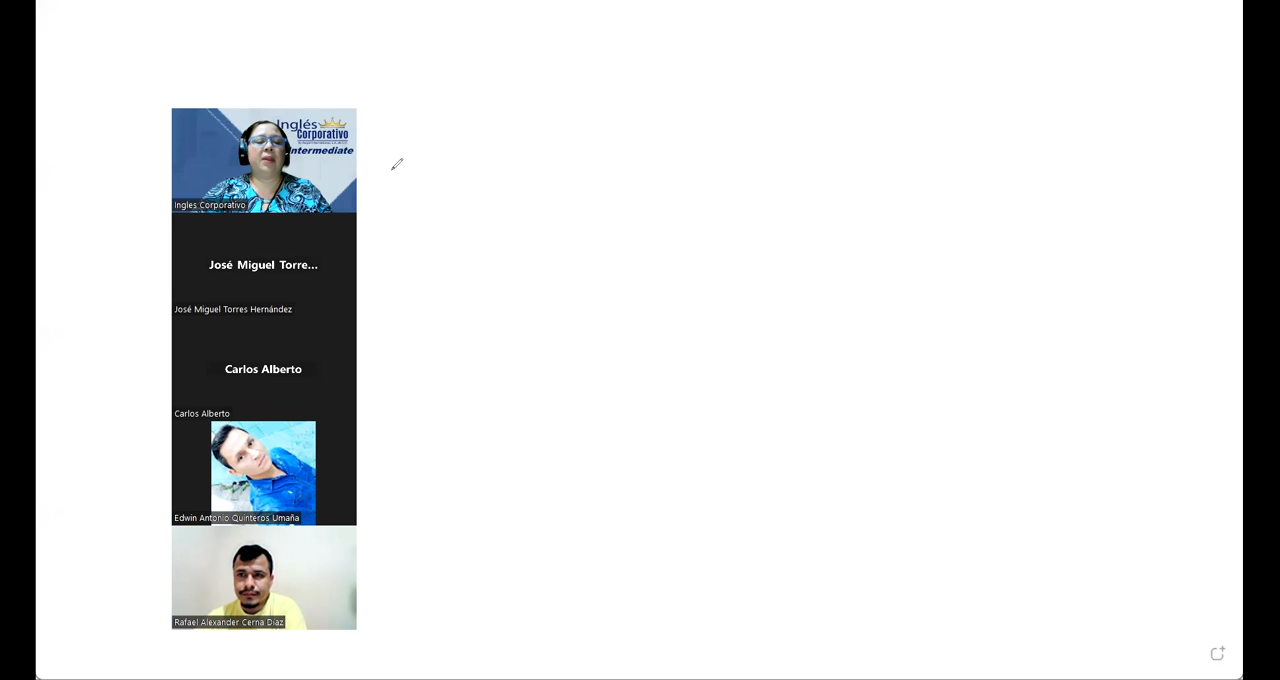 Inglés
Corporativo
Intermediate
Ingles Corporativo
José Miguel Torre...
José Miguel Torres Hernández
Carlos Alberto
Carlos Alberto
Edwin Antonio Quinteros Umaña
Rafael Alexander Cerna Díaz